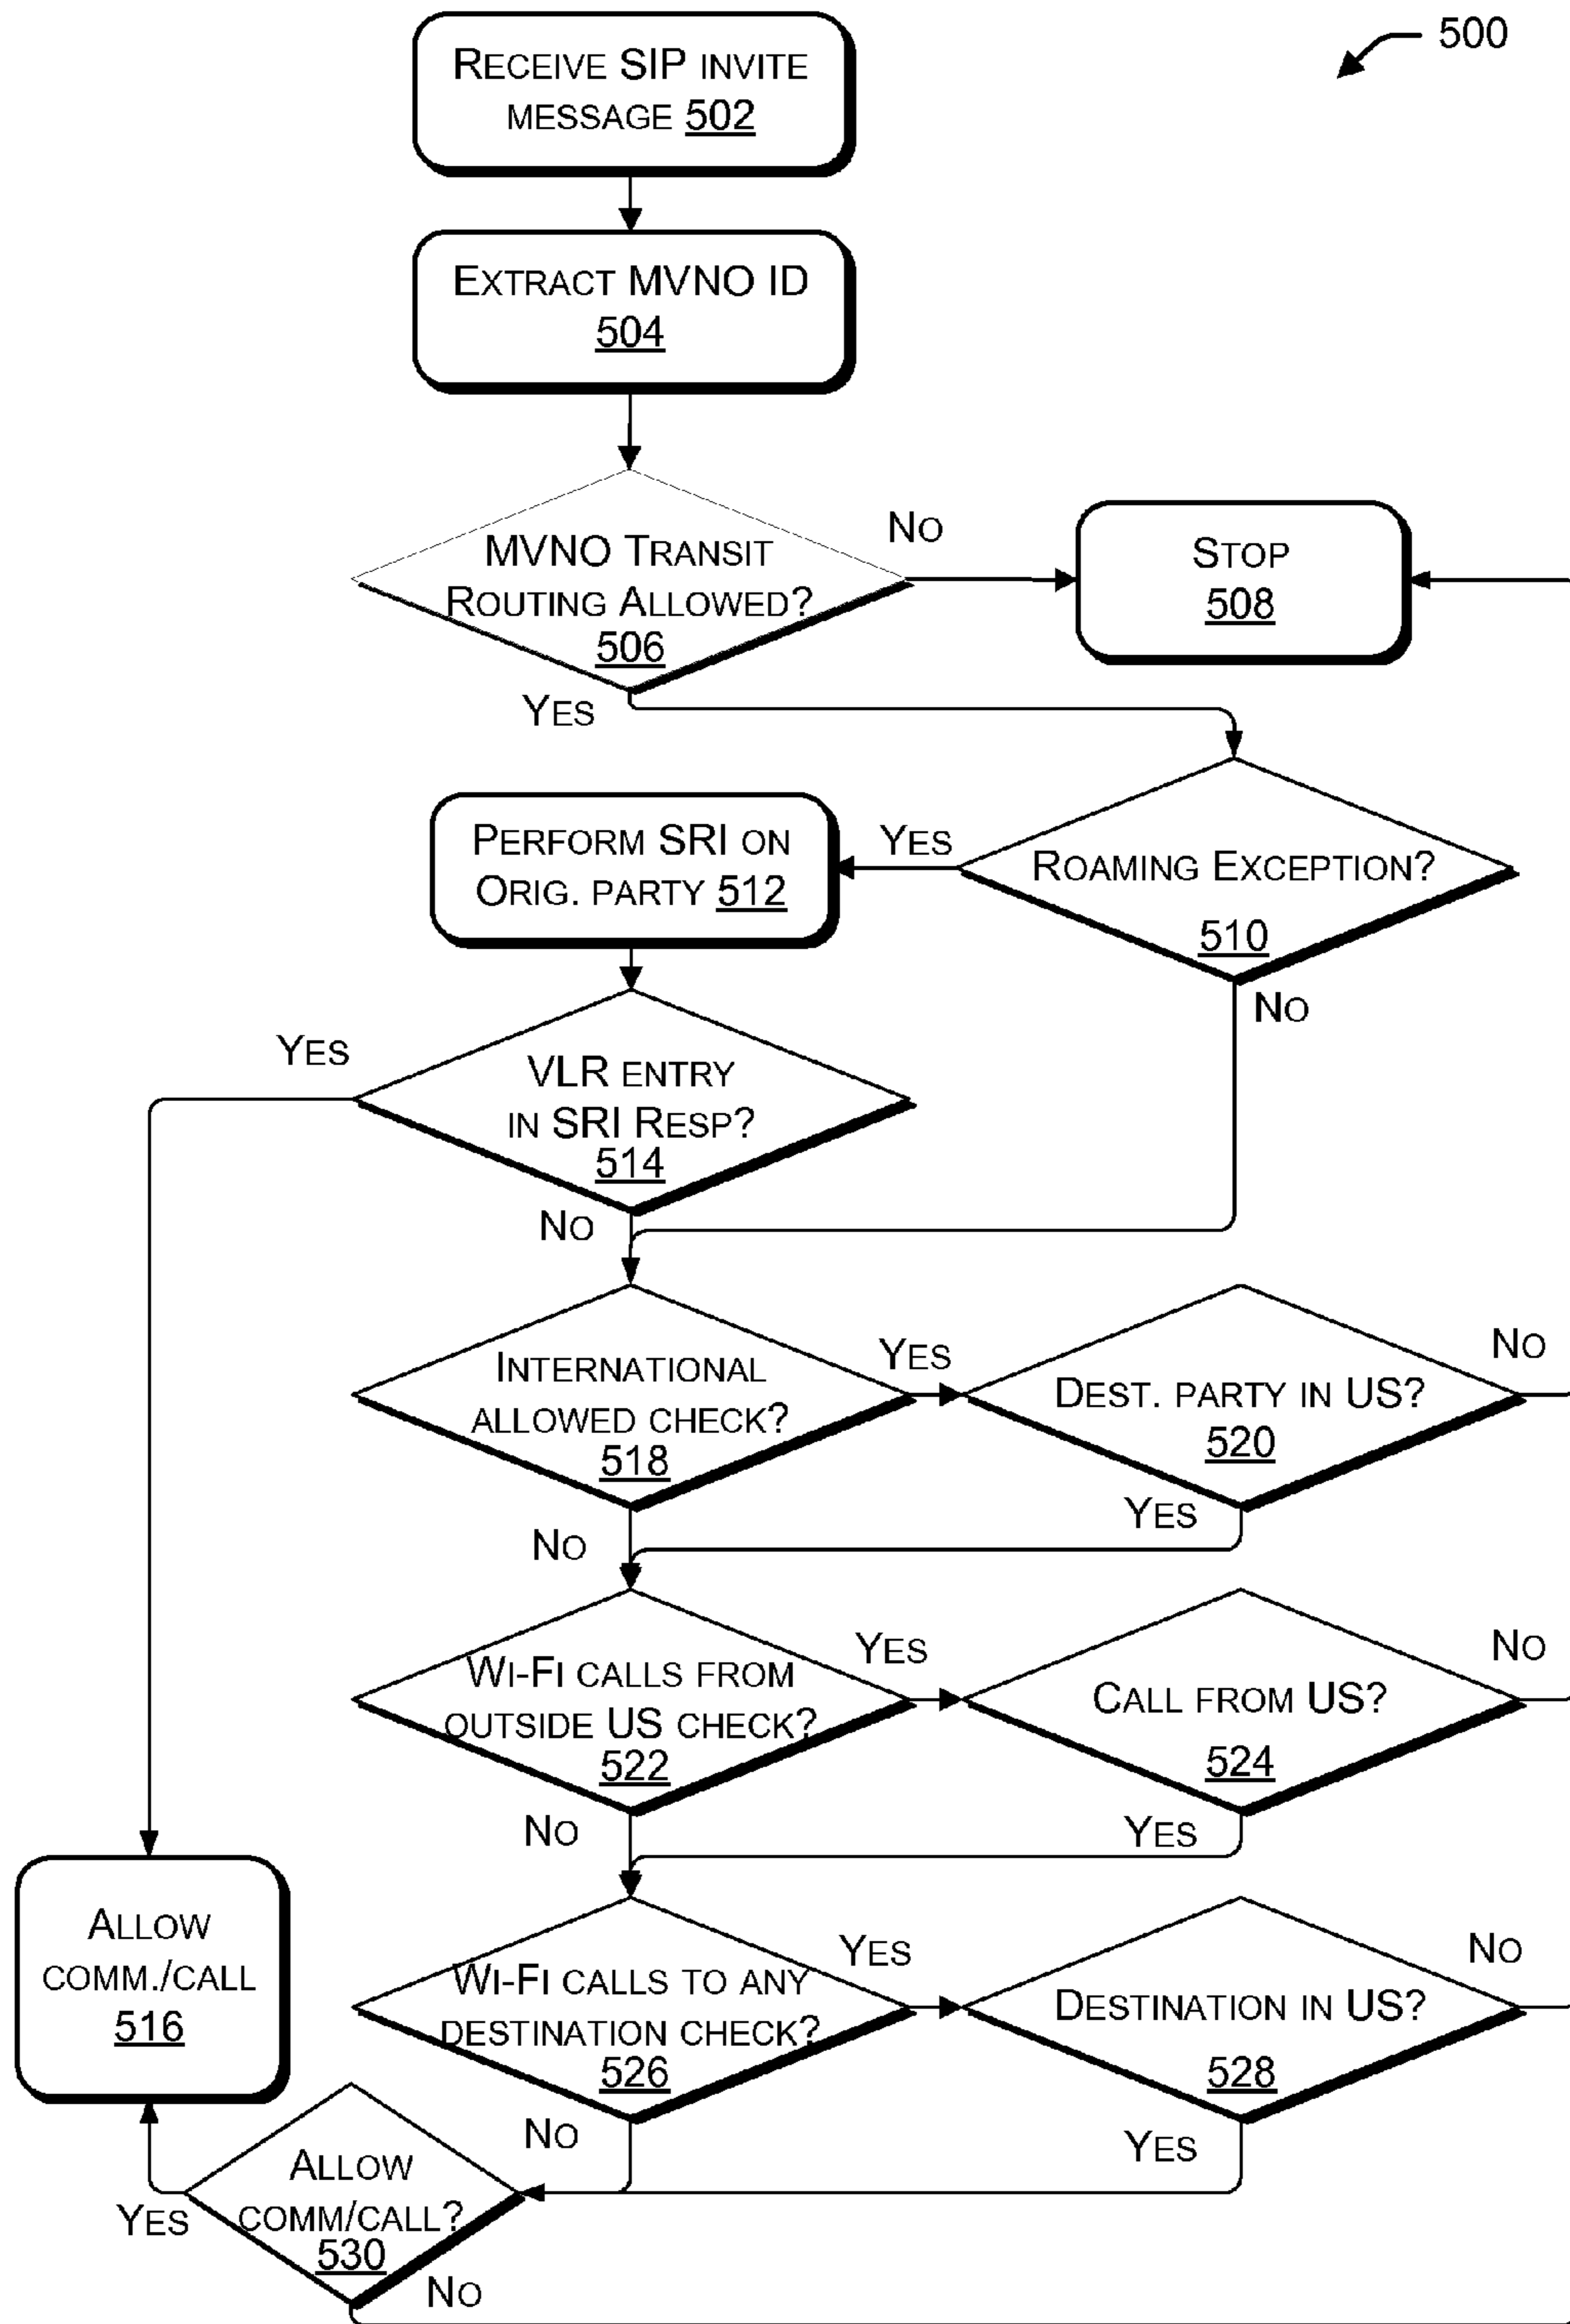 500
RECEIVE SIP INVITE
MESSAGE 502
EXTRACT MVNO ID
504
MVNO TRANSIT
ROUTING ALLOWED?
506
NO
STOP
508
YES
PERFORM SRI ON
ORIG. PARTY 512
YES
ROAMING EXCEPTION?
510
NO
YES
VLR ENTRY
IN SRI RESP?
514
NO
INTERNATIONAL
ALLOWED CHECK?
518
YES
DEST. PARTY IN US?
520
NO
NO
YES
WI-FI CALLS FROM
OUTSIDE US CHECK?
522
YES
CALL FROM US?
524
NO
NO
YES
ALLOW
COMM./CALL
516
WI-FI CALLS TO ANY
DESTINATION CHECK?
526
YES
DESTINATION IN US?
528
NO
NO
YES
ALLOW
COMM/CALL?
530
YES
NO